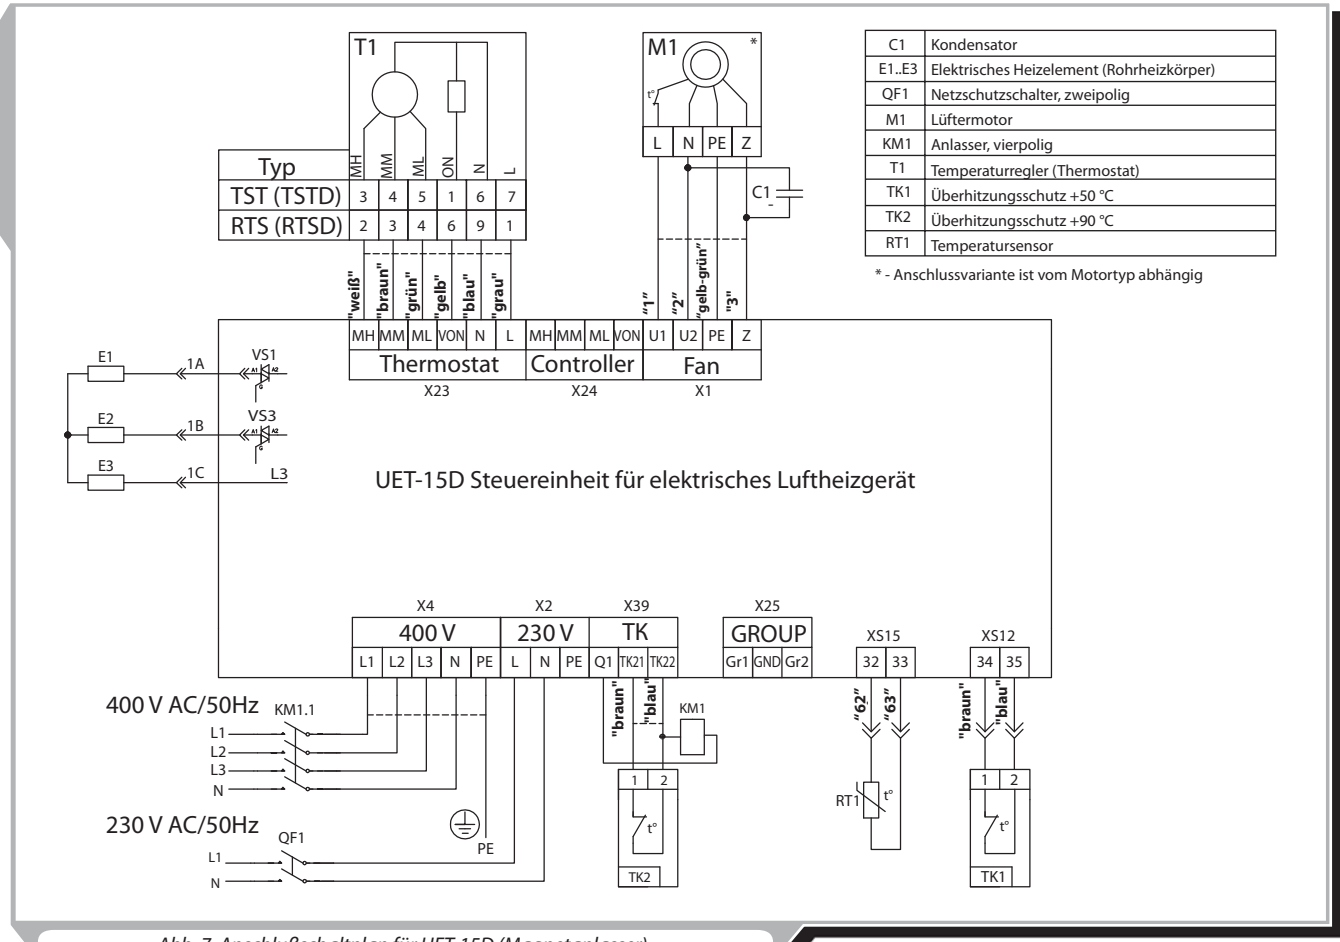 T1
M1
*
t°
MH MM ML ON N L
L N PE Z
Typ
TST (TSTD) 3 4 5 1 6 7
RTS (RTSD) 2 3 4 6 9 1
C1
"weiß" "braun" "grün" "gelb" "blau" "grau"
"1" "2" "gelb-grün" "3"
C1 Kondensator
E1..E3 Elektrisches Heizelement (Rohrheizkörper)
QF1 Netzschutzschalter, zweipolig
M1 Lüftermotor
KM1 Anlasser, vierpolig
T1 Temperaturregler (Thermostat)
TK1 Überhitzungsschutz +50 °C
TK2 Überhitzungsschutz +90 °C
RT1 Temperatursensor
* - Anschlussvariante ist vom Motortyp abhängig
MH MM ML VON N L MH MM ML VON U1 U2 PE Z
Thermostat Controller Fan
X23 X24 X1
E1 1A VS1
A1 A2
G
E2 1B VS3
A1 A2
G
E3 1C L3
UET-15D Steuereinheit für elektrisches Luftheizgerät
X4 X2 X39 X25 XS15 XS12
400 V 230 V TK GROUP
L1 L2 L3 N PE L N PE Q1 TK21 TK22 Gr1 GND Gr2 32 33 34 35
400 V AC/50Hz KM1.1
L1
L2
L3
N
"braun" "blau" KM1
"62" "63"
"braun" "blau"
1 2
t°
TK2
RT1 t°
1 2
t°
TK1
230 V AC/50Hz QF1
PE
L1
N
Abb. 7. Anschlußschaltplan für UET-15D (Magnetanlasser)